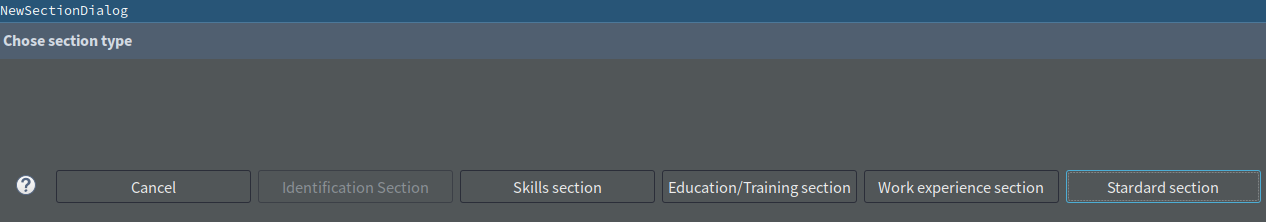 NewSectionDialog
Chose section type
? Cancel Identification Section Skills section Education/Training section Work experience section Stardard section